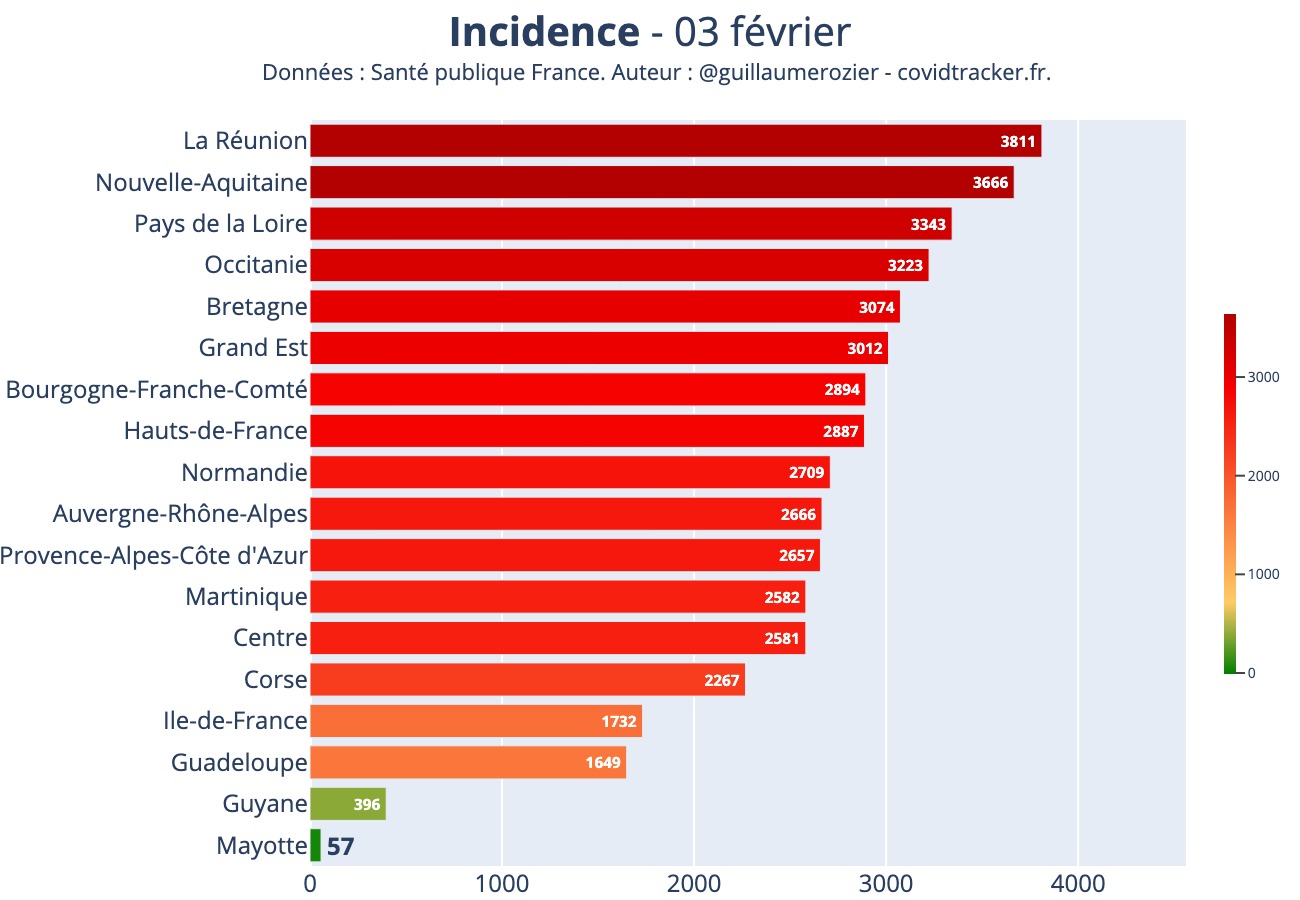 Incidence - 03 février
Données : Santé publique France. Auteur : @guillaumerozier - covidtracker.fr.
La Réunion 3811
Nouvelle-Aquitaine 3666
Pays de la Loire 3343
Occitanie 3223
Bretagne 3074
Grand Est 3012
Bourgogne-Franche-Comté 2894
Hauts-de-France 2887
Normandie 2709
Auvergne-Rhône-Alpes 2666
Provence-Alpes-Côte d'Azur 2657
Martinique 2582
Centre 2581
Corse 2267
Ile-de-France 1732
Guadeloupe 1649
Guyane 396
Mayotte 57
0 1000 2000 3000 4000
3000
2000
1000
0